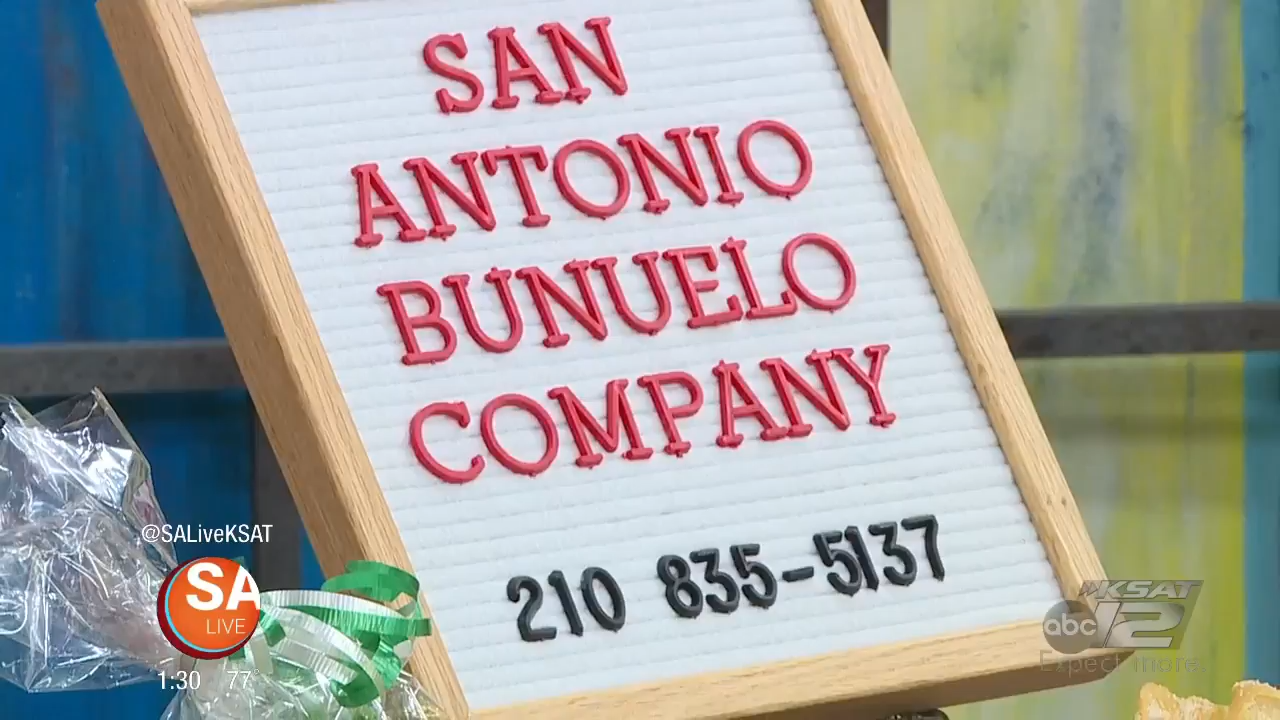 SAN
ANTONIO
BUNUELO
COMPANY
210 835-5137
@SALiveKSAT
SA
LIVE
1:30 77°
KSAT
abc 12
Expect more.